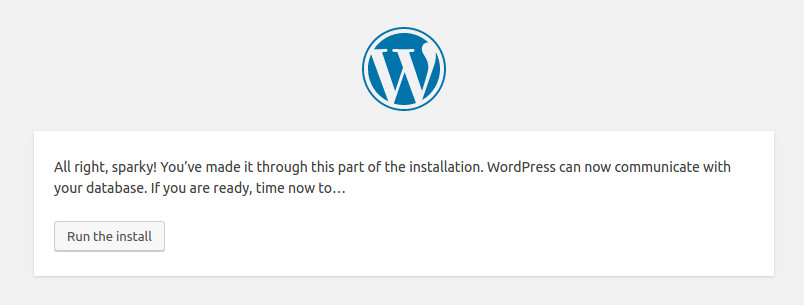 All right, sparky! You’ve made it through this part of the installation. WordPress can now communicate with
your database. If you are ready, time now to…
Run the install